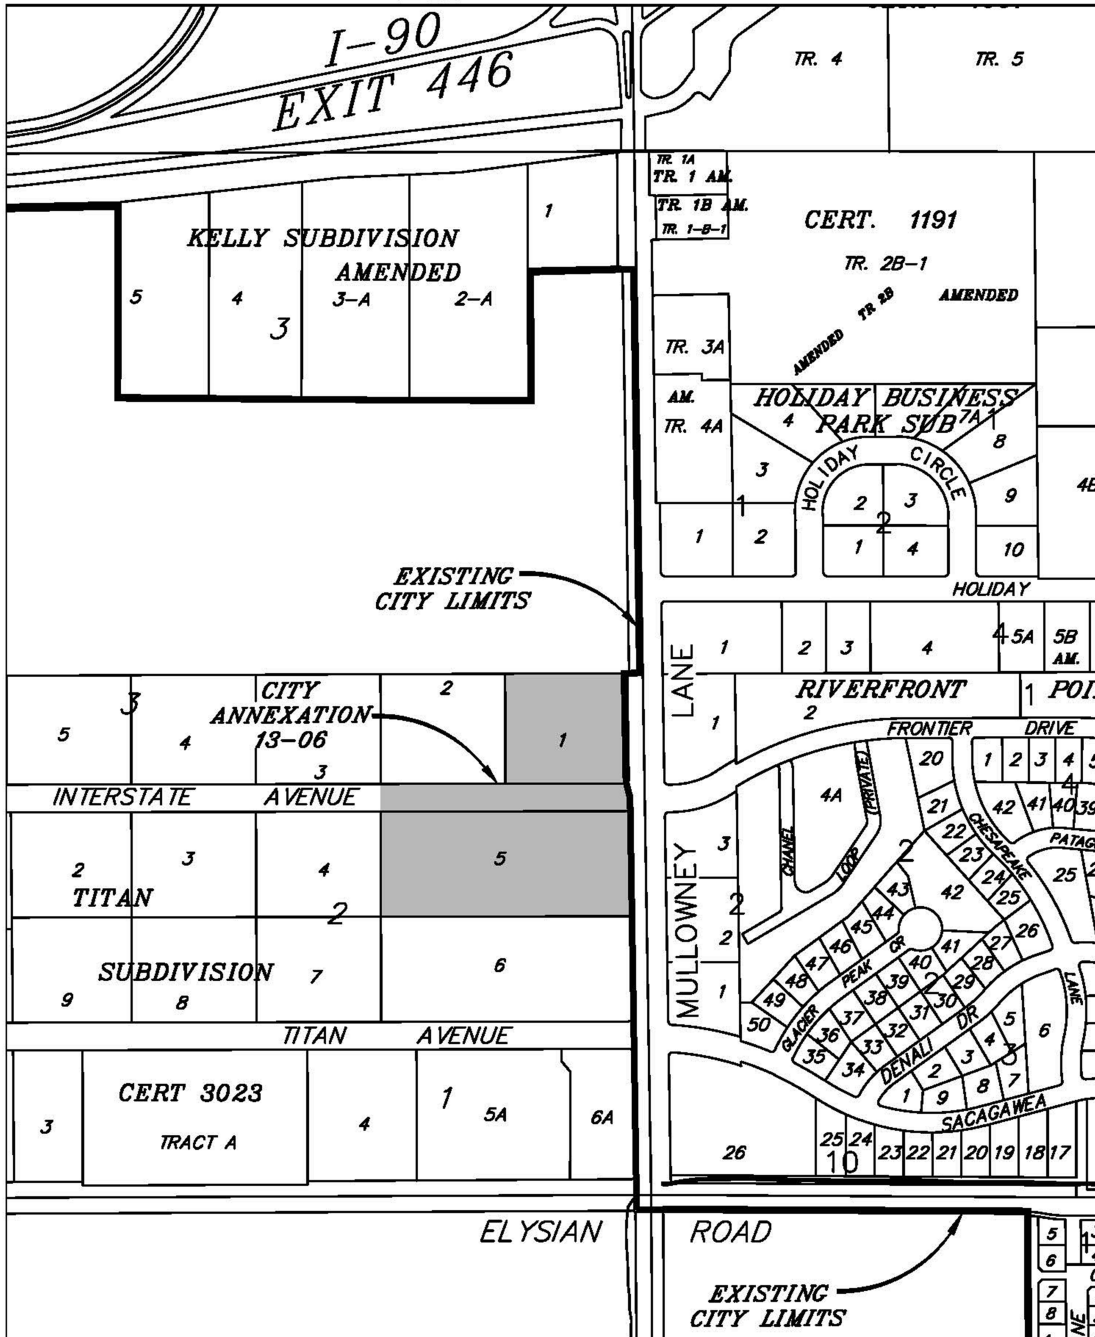 I-90
EXIT 446
TR. 4
TR. 5
TR. 1A
TR. 1 AM.
TR. 1B AM.
TR. 1-B-1
CERT. 1191
TR. 2B-1
AMENDED TR 2B
AMENDED
KELLY SUBDIVISION
AMENDED
1
5
4
3-A
2-A
3
TR. 3A
AM.
TR. 4A
HOLIDAY BUSINESS
PARK SUB
7A
1
4
8
3
9
HOLIDAY CIRCLE
2
3
1
4
2
1
2
1
10
4B
EXISTING
CITY LIMITS
HOLIDAY
1
2
3
4
4
5A
5B
AM.
CITY
ANNEXATION
13-06
3
5
4
3
2
1
RIVERFRONT
1
POI
1
2
FRONTIER DRIVE
INTERSTATE AVENUE
MULLOWNEY LANE
4A
(PRIVATE)
CHANEL
LOOP
20
1
2
3
4
5
4
21
42
41
40
39
22
23
24
25
CHESAPEAKE
PATAG
25
2
3
4
5
TITAN
2
3
2
2
1
2
43
42
44
45
46
47
48
49
50
26
27
28
29
30
31
32
33
34
35
36
37
38
39
40
41
2
GLACIER PEAK CR
DENALI DR
LANE
SUBDIVISION
9
8
7
6
TITAN AVENUE
1
2
3
4
5
6
3
7
8
9
SACAGAWEA
CERT 3023
TRACT A
3
4
1
5A
6A
26
25
24
23
22
21
20
19
18
17
10
ELYSIAN ROAD
EXISTING
CITY LIMITS
5
6
7
8
1
NE